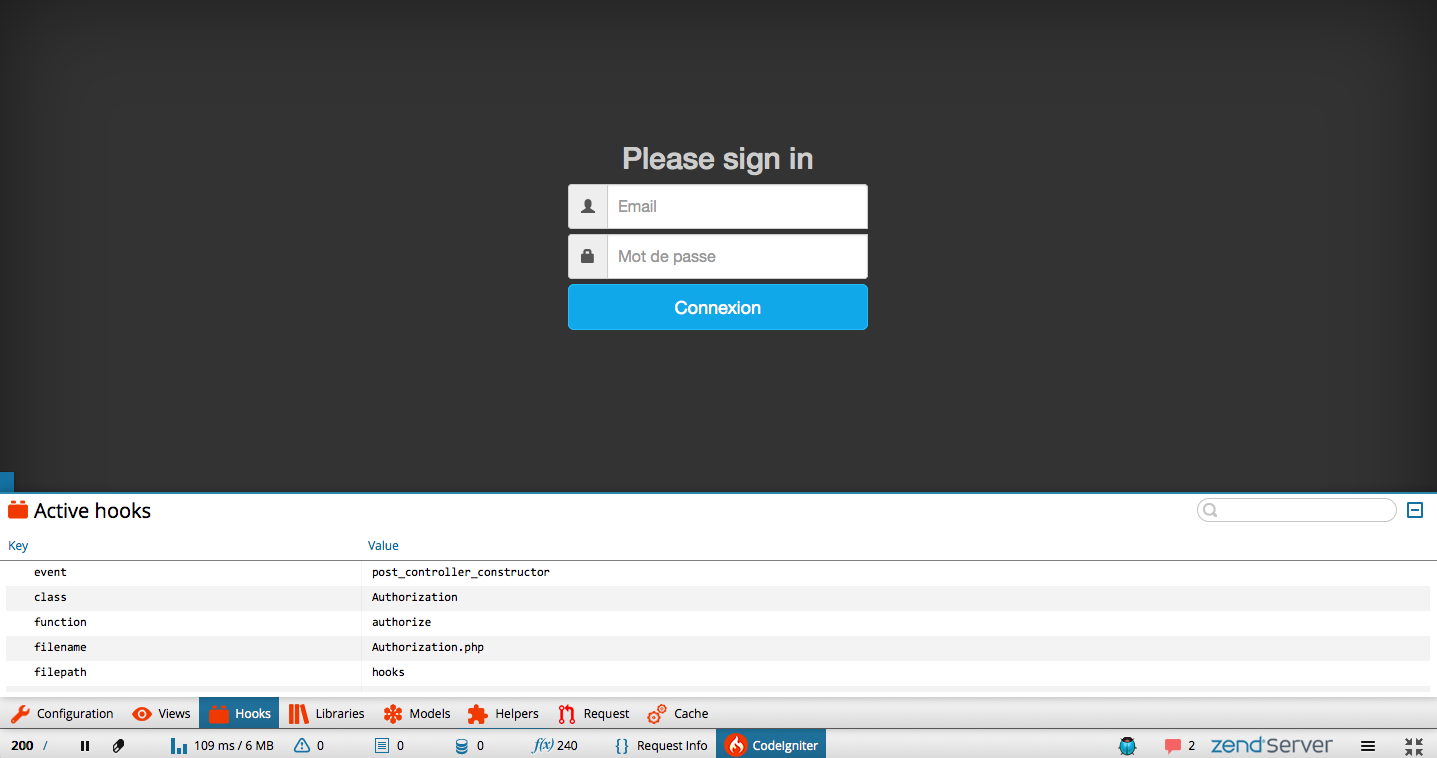 Please sign in
Email
Mot de passe
Connexion
Active hooks
Key Value
event post_controller_constructor
class Authorization
function authorize
filename Authorization.php
filepath hooks
Configuration Views Hooks Libraries Models Helpers Request Cache
200 / 109 ms / 6 MB 0 0 0 f(x) 240 {} Request Info CodeIgniter 2 zend Server